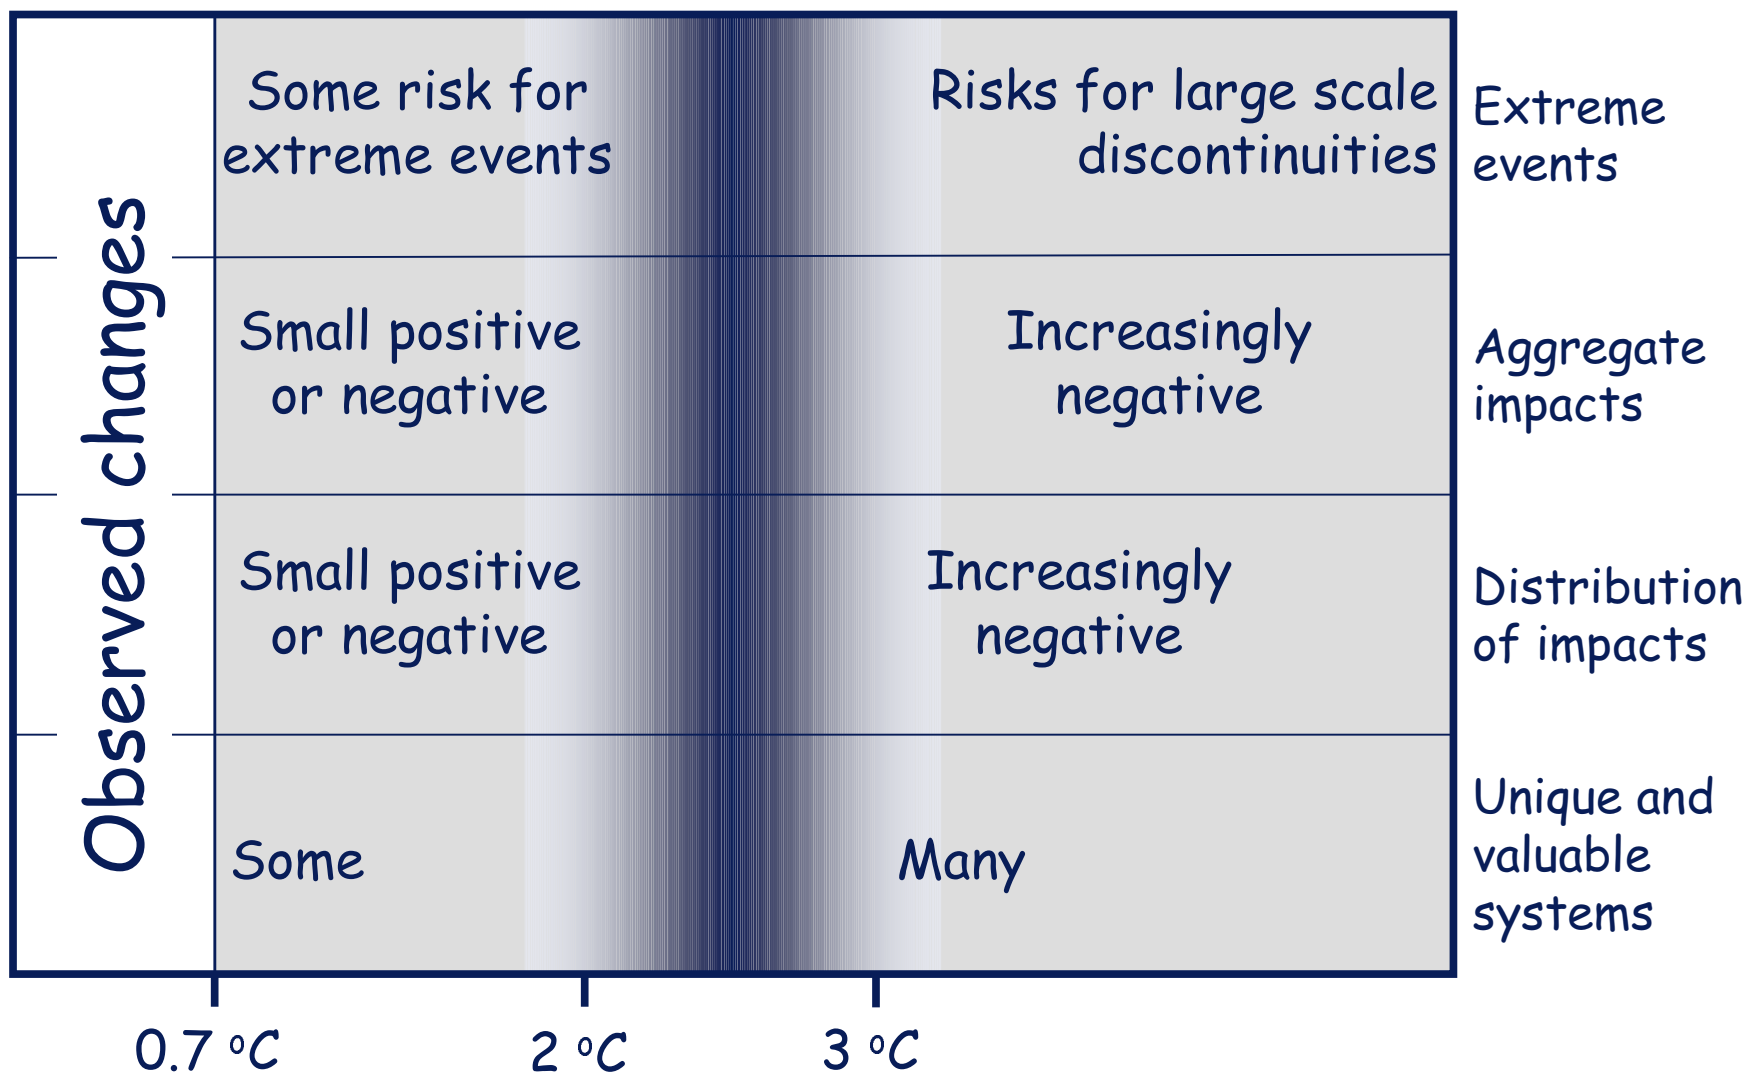 Observed changes
Some risk for
extreme events
Risks for large scale
discontinuities
Extreme
events
Small positive
or negative
Increasingly
negative
Aggregate
impacts
Small positive
or negative
Increasingly
negative
Distribution
of impacts
Some
Many
Unique and
valuable
systems
0.7 °C
2 °C
3 °C